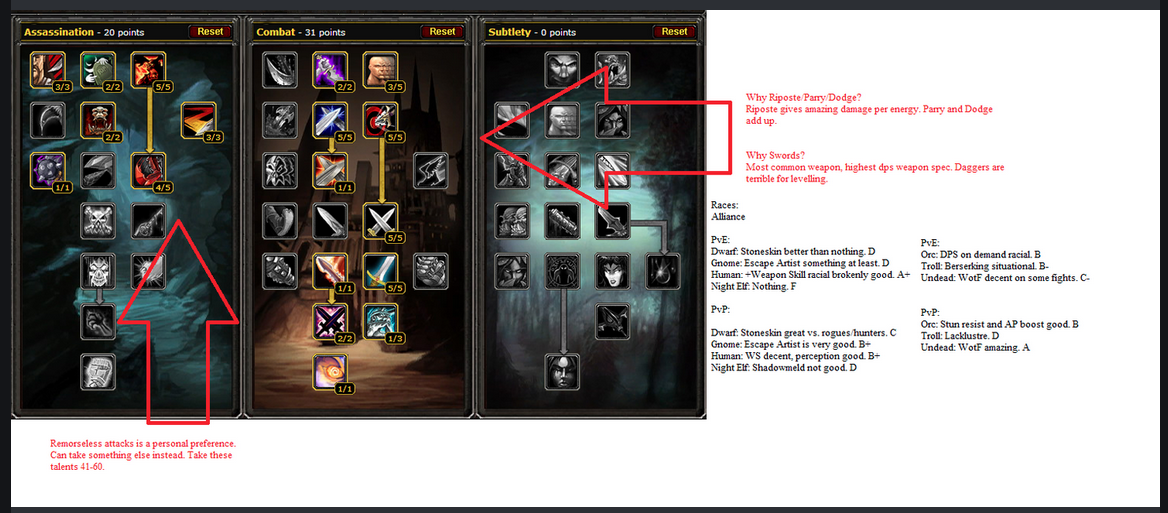 Assassination - 20 points
Reset
Combat - 31 points
Reset
Subtlety - 0 points
Reset
3/3
2/2
5/5
2/2
3/5
2/2
3/3
5/5
5/5
1/1
4/5
1/1
5/5
1/1
5/5
2/2
1/3
1/1
Why Riposte/Parry/Dodge?
Riposte gives amazing damage per energy. Parry and Dodge
add up.
Why Swords?
Most common weapon, highest dps weapon spec. Daggers are
terrible for levelling.
Races:
Alliance
PvE:
Dwarf: Stoneskin better than nothing. D
Gnome: Escape Artist something at least. D
Human: +Weapon Skill racial brokenly good. A+
Night Elf: Nothing. F
PvP:
Dwarf: Stoneskin great vs. rogues/hunters. C
Gnome: Escape Artist is very good. B+
Human: WS decent, perception good. B+
Night Elf: Shadowmeld not good. D
PvE:
Orc: DPS on demand racial. B
Troll: Berserking situational. B-
Undead: WotF decent on some fights. C-
PvP:
Orc: Stun resist and AP boost good. B
Troll: Lacklustre. D
Undead: WotF amazing. A
Remorseless attacks is a personal preference.
Can take something else instead. Take these
talents 41-60.